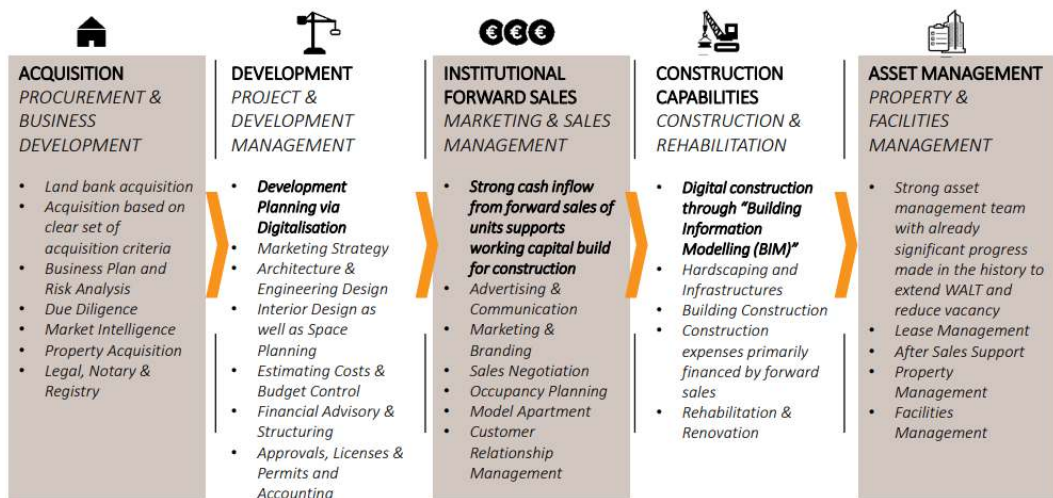 € € €
ACQUISITION
PROCUREMENT &
BUSINESS
DEVELOPMENT
• Land bank acquisition
• Acquisition based on
clear set of
acquisition criteria
• Business Plan and
Risk Analysis
• Due Diligence
• Market Intelligence
• Property Acquisition
• Legal, Notary &
Registry
DEVELOPMENT
PROJECT &
DEVELOPMENT
MANAGEMENT
• Development
Planning via
Digitalisation
• Marketing Strategy
• Architecture &
Engineering Design
• Interior Design as
well as Space
Planning
• Estimating Costs &
Budget Control
• Financial Advisory &
Structuring
• Approvals, Licenses &
Permits and
Accounting
INSTITUTIONAL
FORWARD SALES
MARKETING & SALES
MANAGEMENT
• Strong cash inflow
from forward sales of
units supports
working capital build
for construction
• Advertising &
Communication
• Marketing &
Branding
• Sales Negotiation
• Occupancy Planning
• Model Apartment
• Customer
Relationship
Management
CONSTRUCTION
CAPABILITIES
CONSTRUCTION &
REHABILITATION
• Digital construction
through “Building
Information
Modelling (BIM)”
• Hardscaping and
Infrastructures
• Building Construction
• Construction
expenses primarily
financed by forward
sales
• Rehabilitation &
Renovation
ASSET MANAGEMENT
PROPERTY &
FACILITIES
MANAGEMENT
• Strong asset
management team
with already
significant progress
made in the history to
extend WALT and
reduce vacancy
• Lease Management
• After Sales Support
• Property
Management
• Facilities
Management